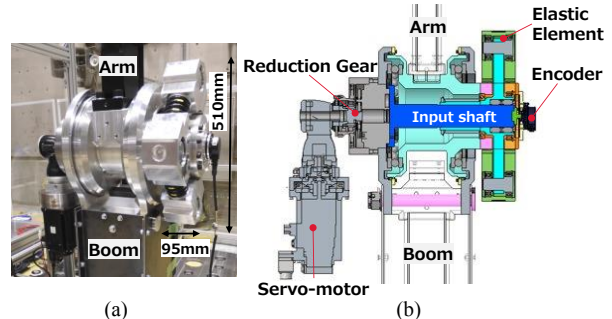 Arm
510mm
Boom
95mm
(a)
Arm
Elastic
Element
Reduction Gear
Encoder
Input shaft
Boom
Servo-motor
(b)